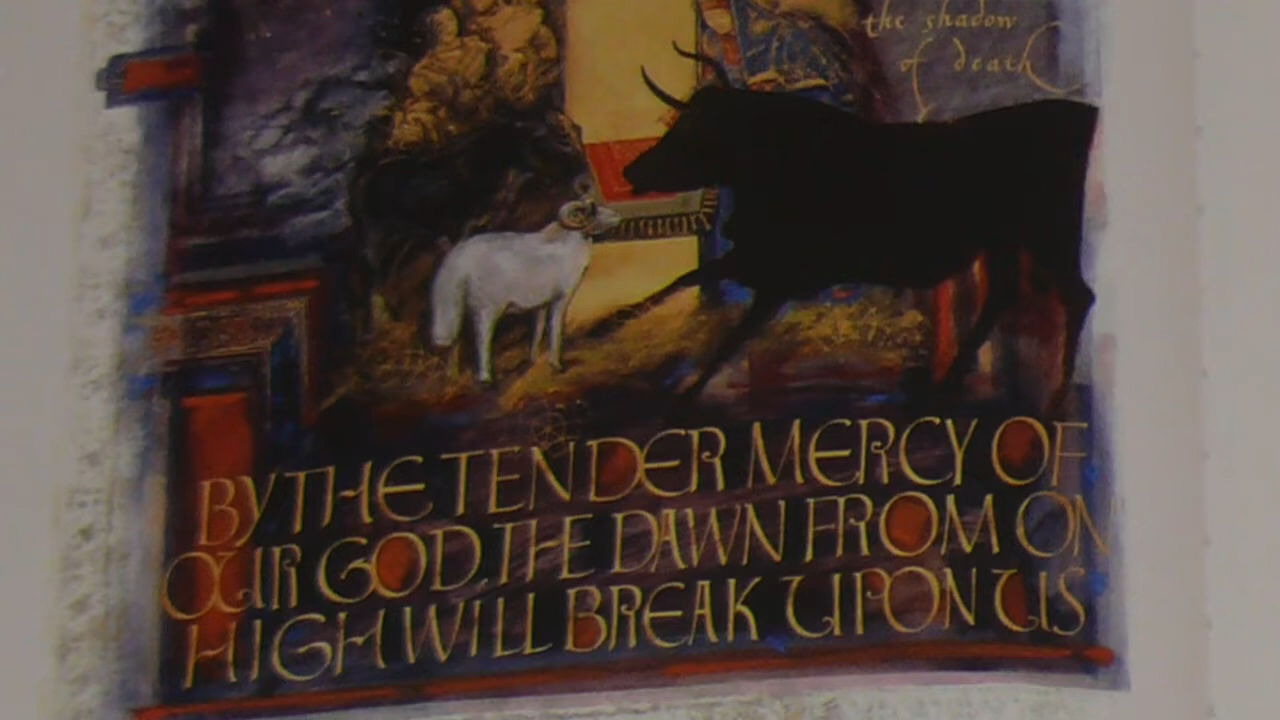 the shadow
of death
BY THE TENDER MERCY OF
OUR GOD, THE DAWN FROM ON
HIGH WILL BREAK UPON US